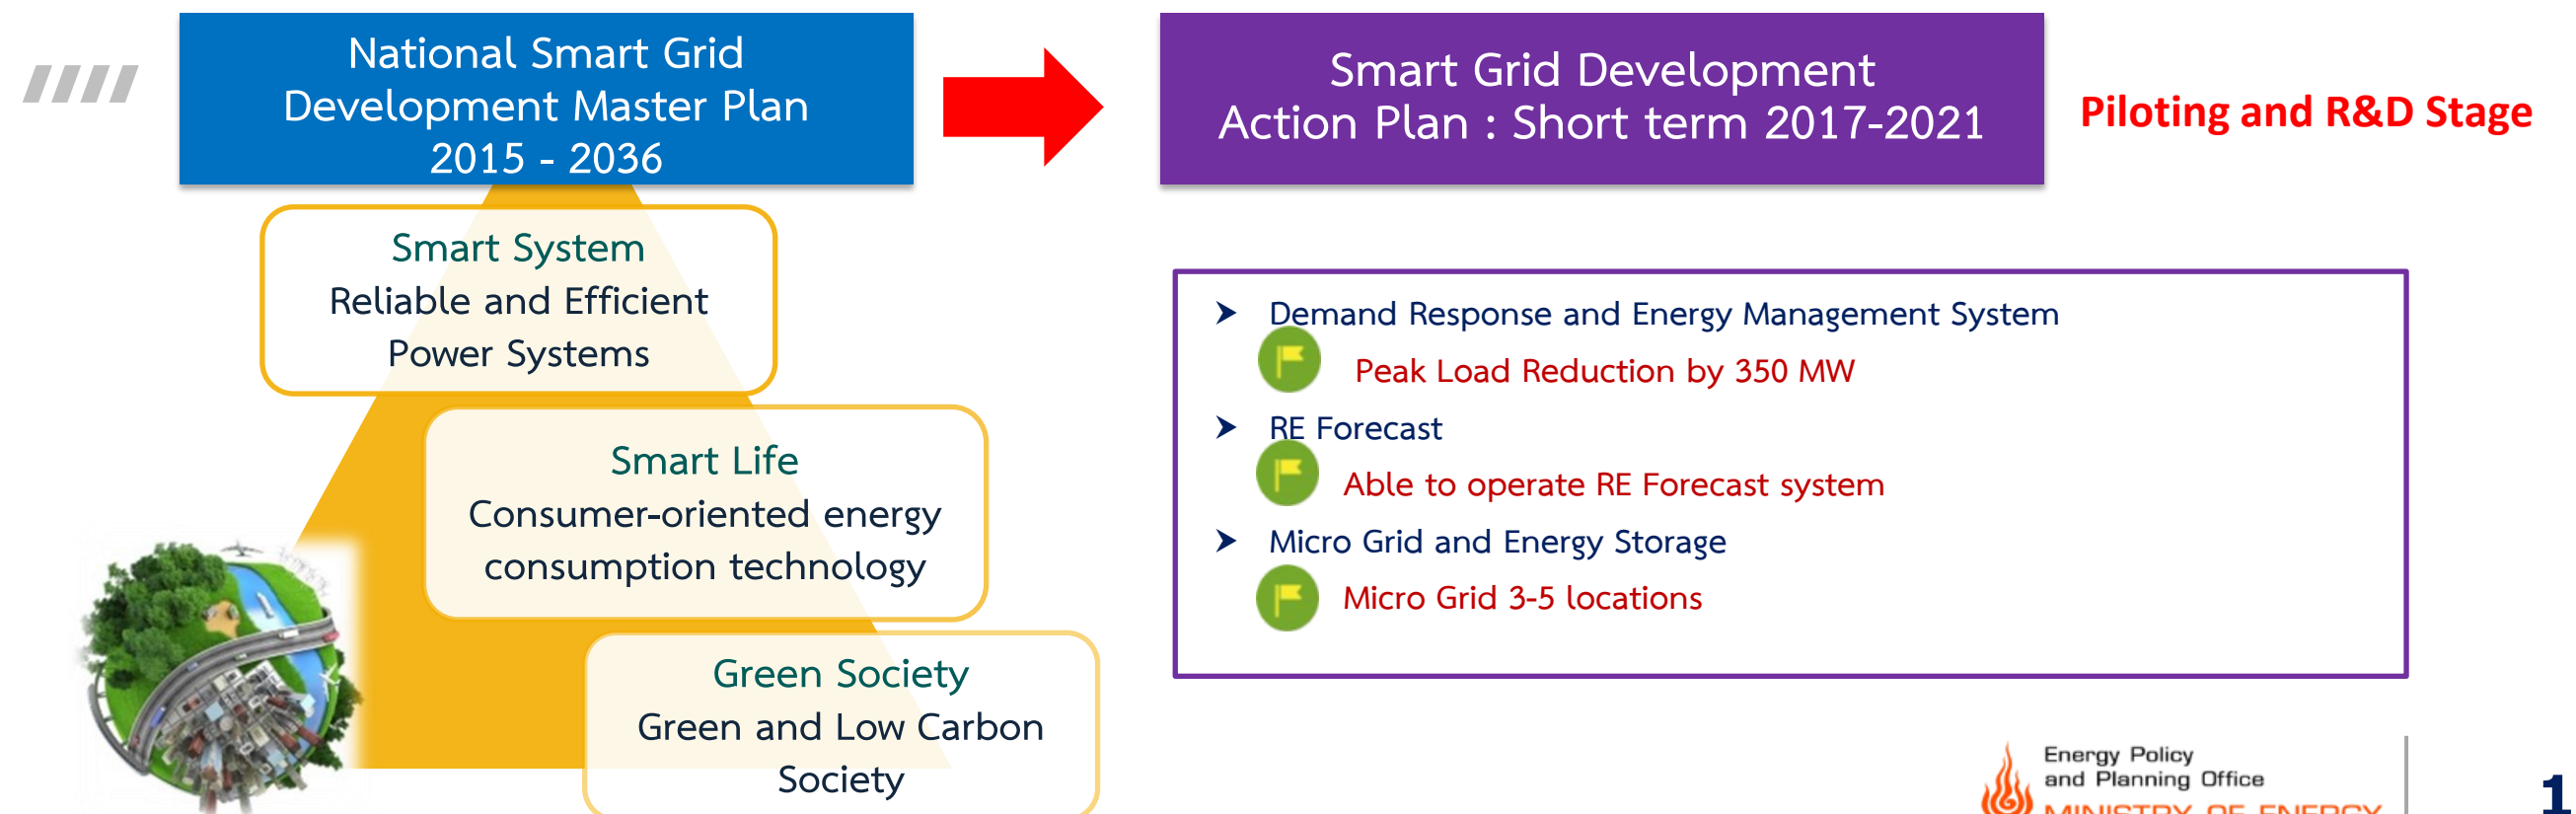 National Smart Grid
Development Master Plan
2015 - 2036
Smart Grid Development
Action Plan : Short term 2017-2021
Piloting and R&D Stage
Smart System
Reliable and Efficient
Power Systems
Smart Life
Consumer-oriented energy
consumption technology
Green Society
Green and Low Carbon
Society
➤ Demand Response and Energy Management System
Peak Load Reduction by 350 MW
➤ RE Forecast
Able to operate RE Forecast system
➤ Micro Grid and Energy Storage
Micro Grid 3-5 locations
Energy Policy
and Planning Office
MINISTRY OF ENERGY
1